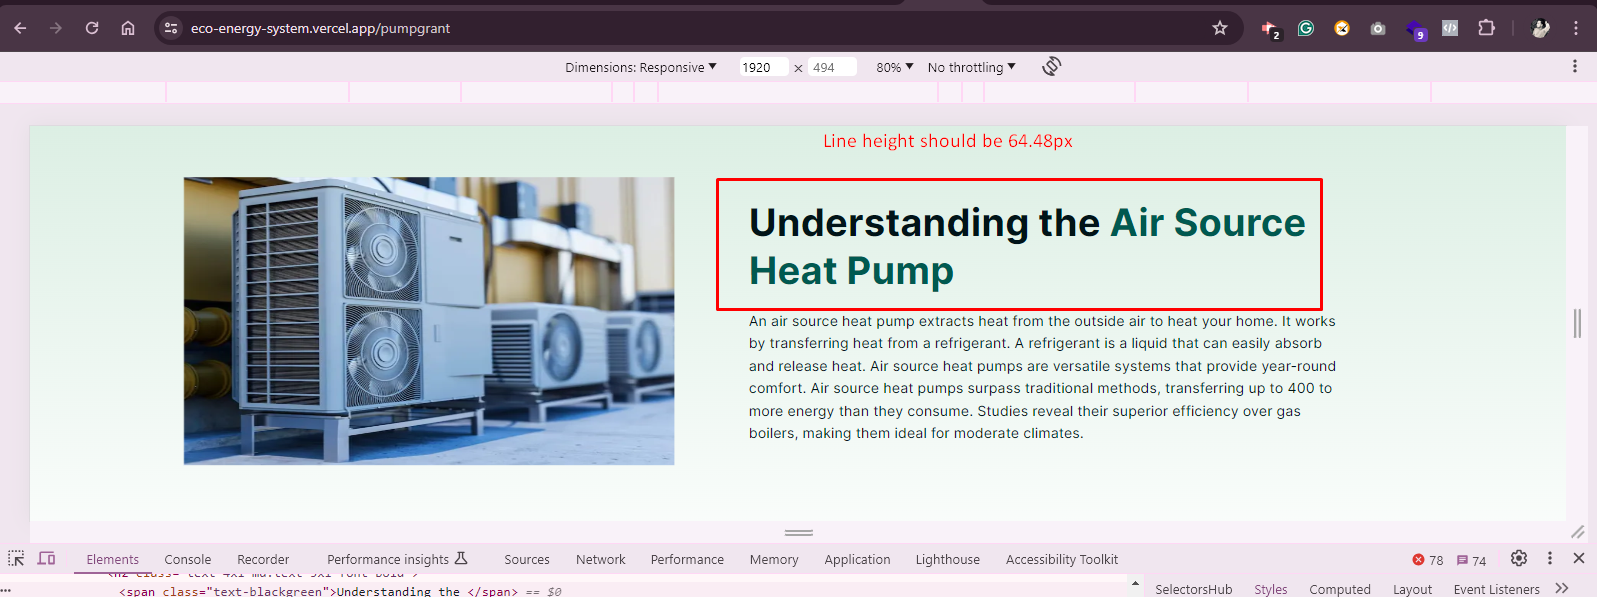 eco-energy-system.vercel.app/pumpgrant
2
9
Dimensions: Responsive 1920 × 494 80% No throttling
Line height should be 64.48px
Understanding the Air Source
Heat Pump
An air source heat pump extracts heat from the outside air to heat your home. It works
by transferring heat from a refrigerant. A refrigerant is a liquid that can easily absorb
and release heat. Air source heat pumps are versatile systems that provide year-round
comfort. Air source heat pumps surpass traditional methods, transferring up to 400 to
more energy than they consume. Studies reveal their superior efficiency over gas
boilers, making them ideal for moderate climates.
Elements Console Recorder Performance insights Sources Network Performance Memory Application Lighthouse Accessibility Toolkit 78 74
<span class="text-blackgreen">Understanding the </span> == $0
SelectorsHub Styles Computed Layout Event Listeners